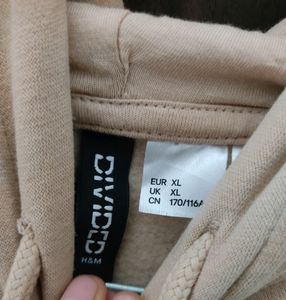 DIVIDED
H&M
EUR XL
UK XL
CN 170/116A